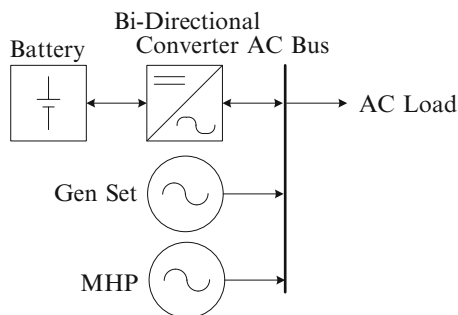 Bi-Directional
Converter AC Bus
Battery
AC Load
Gen Set
MHP